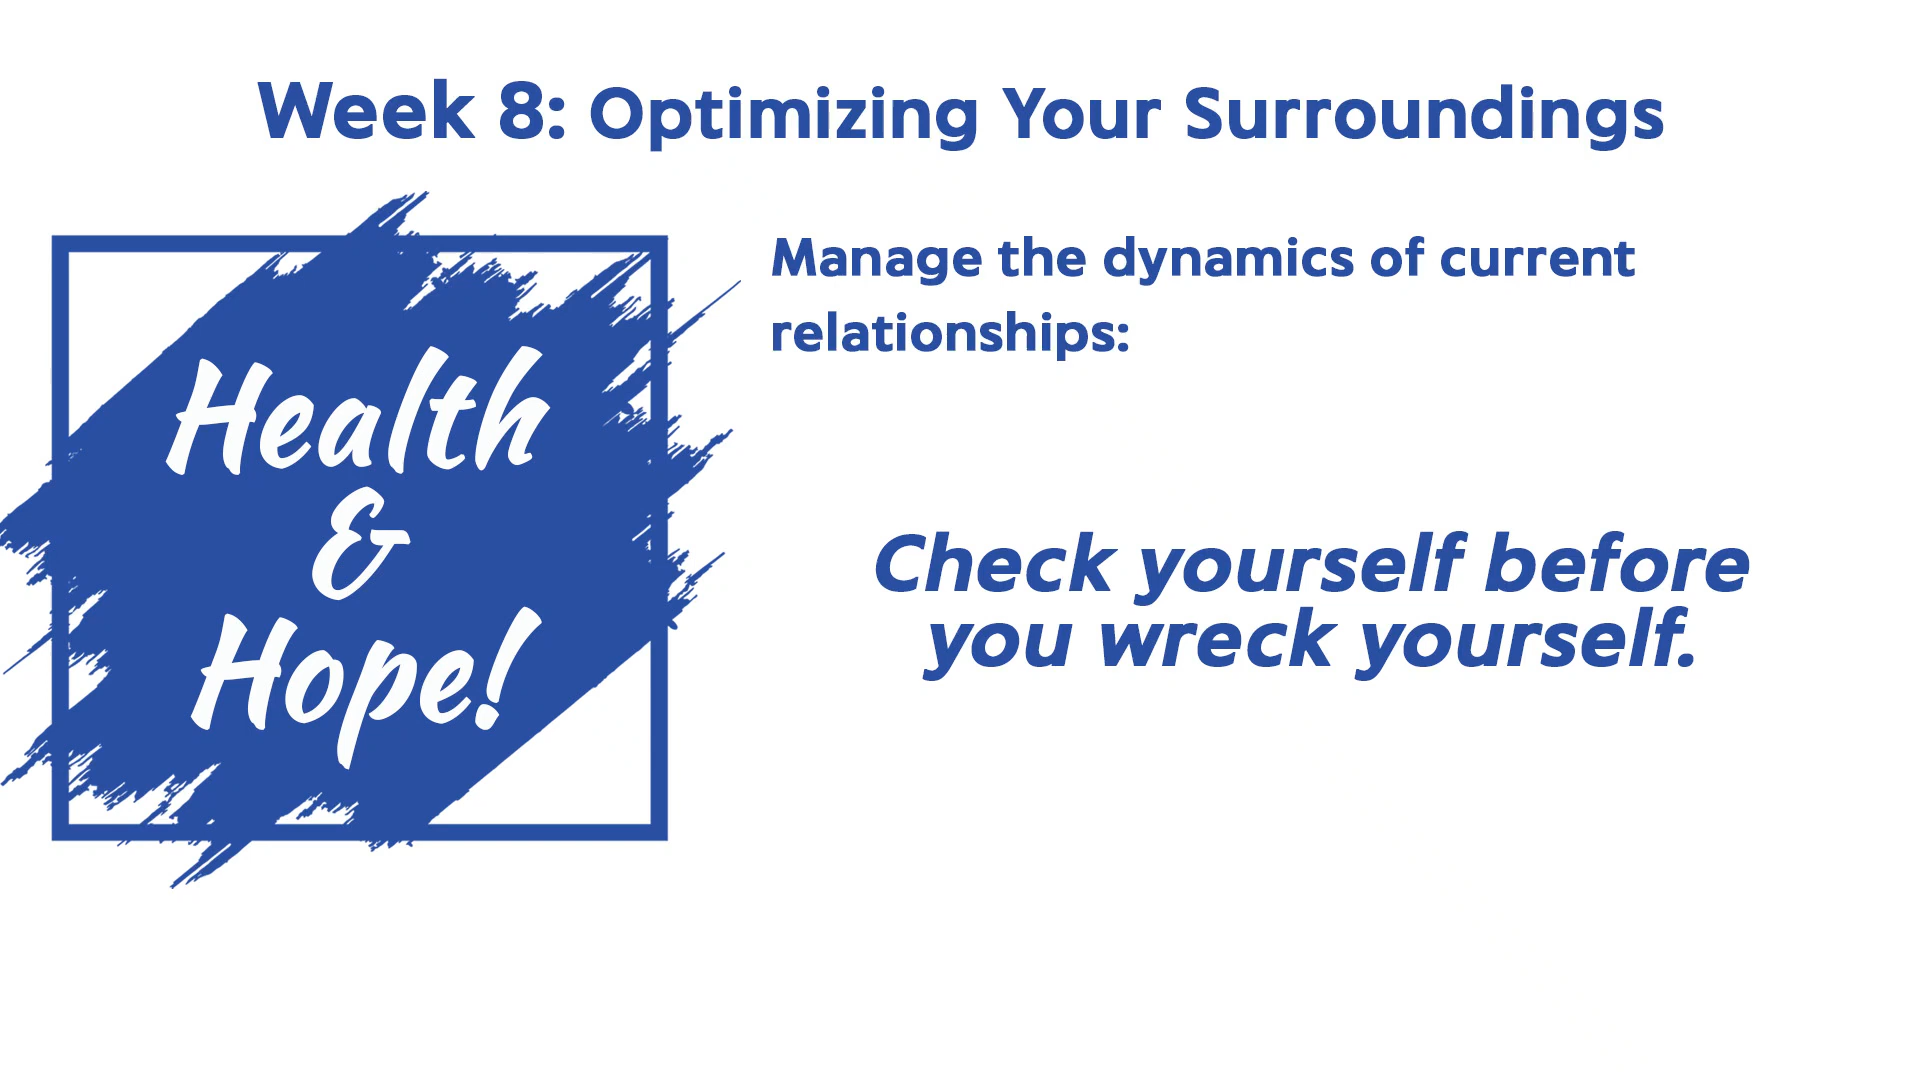 Week 8: Optimizing Your Surroundings
Health
&
Hope!
Manage the dynamics of current
relationships:
Check yourself before
you wreck yourself.